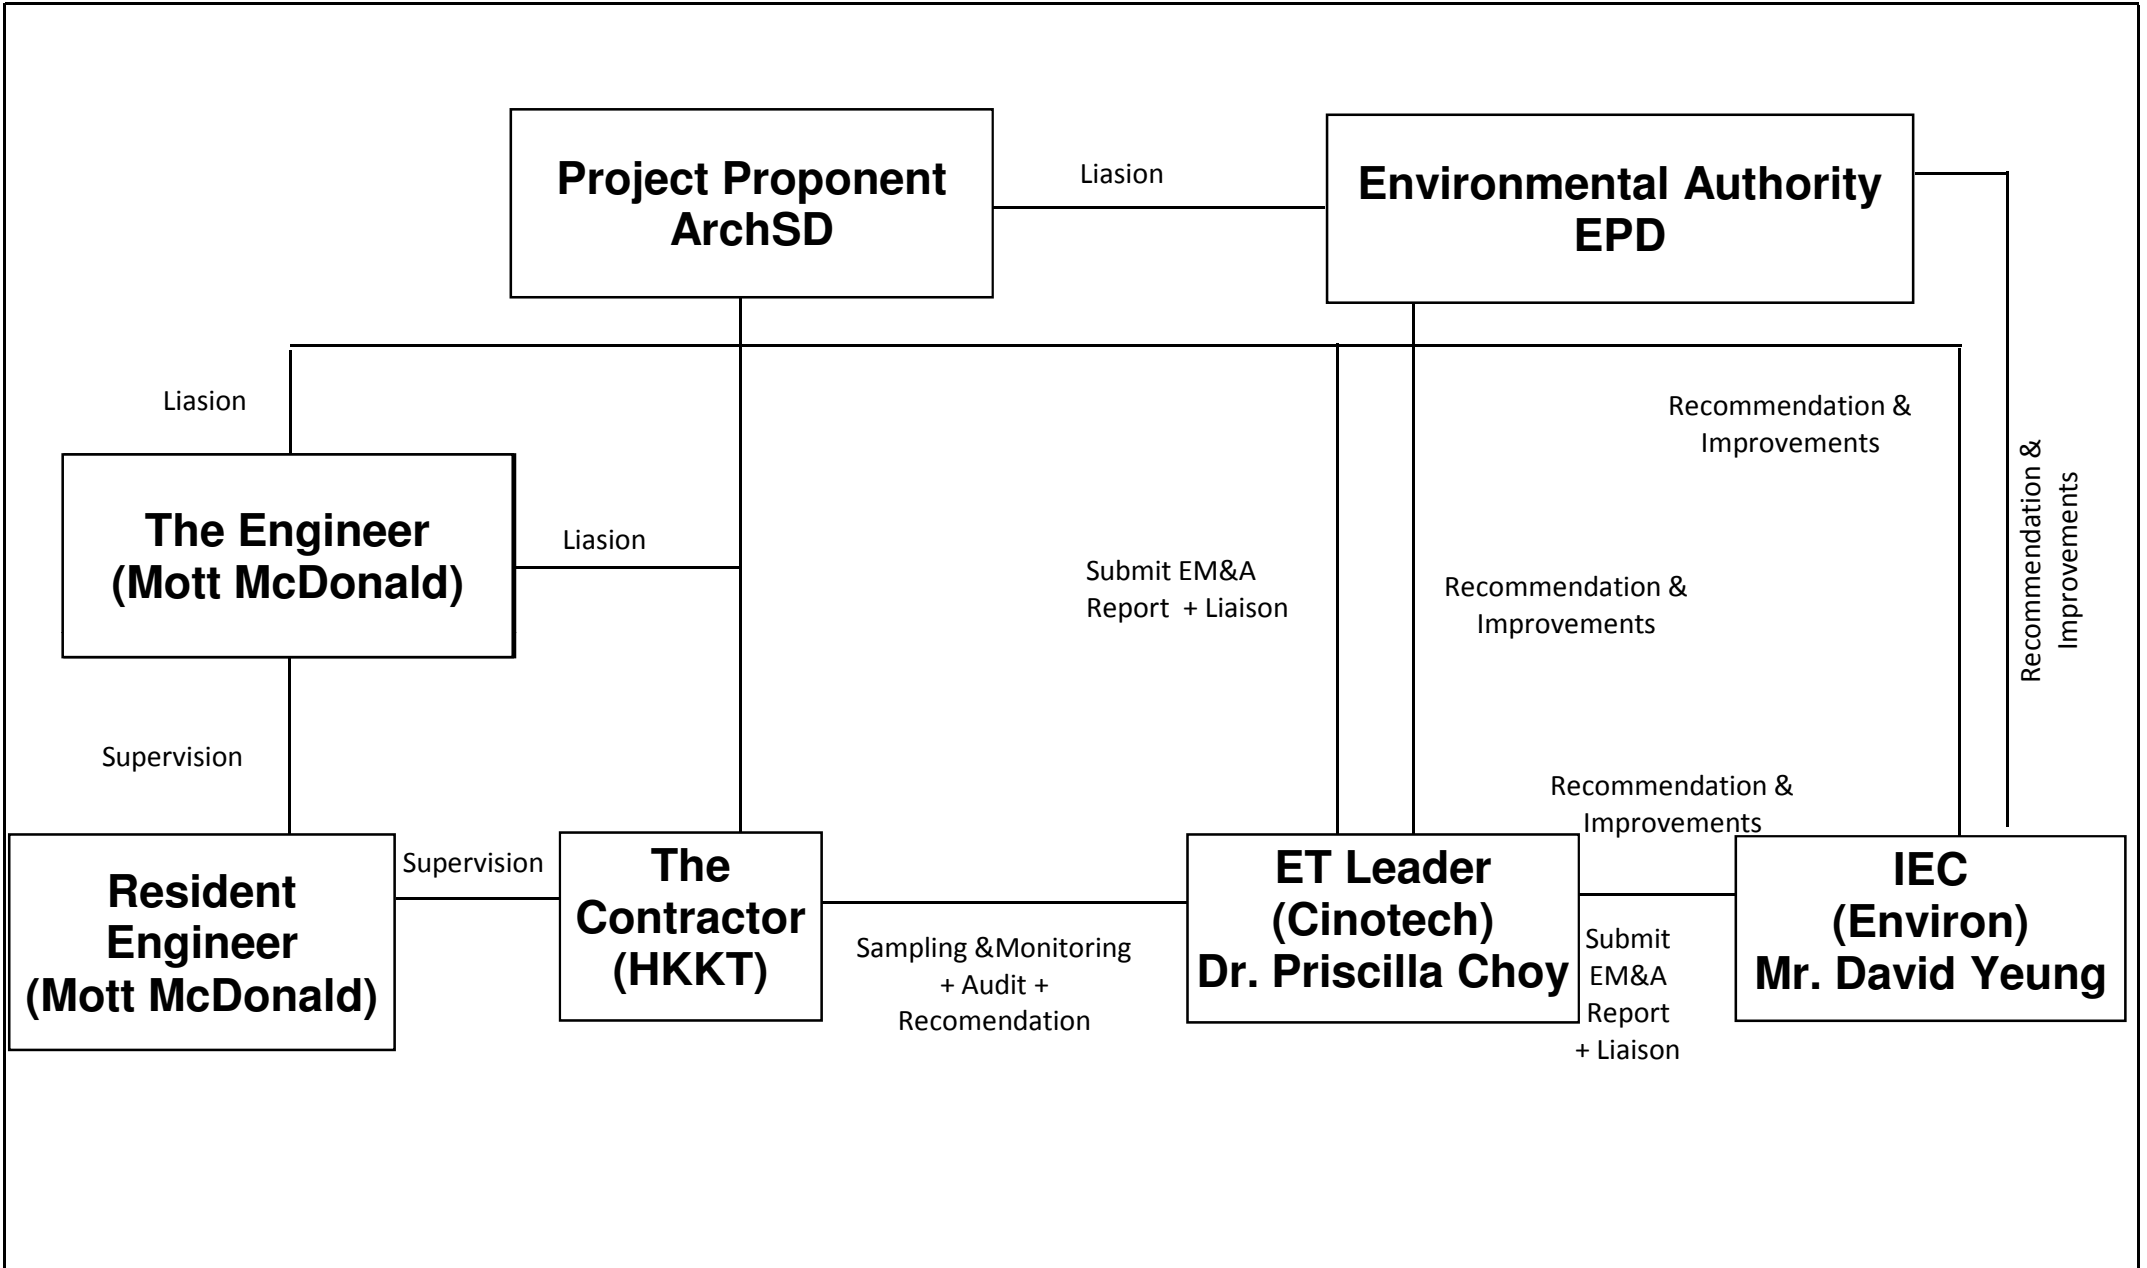 Project Proponent
ArchSD
Liasion
Environmental Authority
EPD
Liasion
Recommendation &
Improvements
Recommendation &
Improvements
The Engineer
(Mott McDonald)
Liasion
Submit EM&A
Report + Liaison
Recommendation &
Improvements
Supervision
Recommendation &
Improvements
Resident
Engineer
(Mott McDonald)
Supervision
The
Contractor
(HKKT)
Sampling &Monitoring
+ Audit +
Recomendation
ET Leader
(Cinotech)
Dr. Priscilla Choy
Submit
EM&A
Report
+ Liaison
IEC
(Environ)
Mr. David Yeung